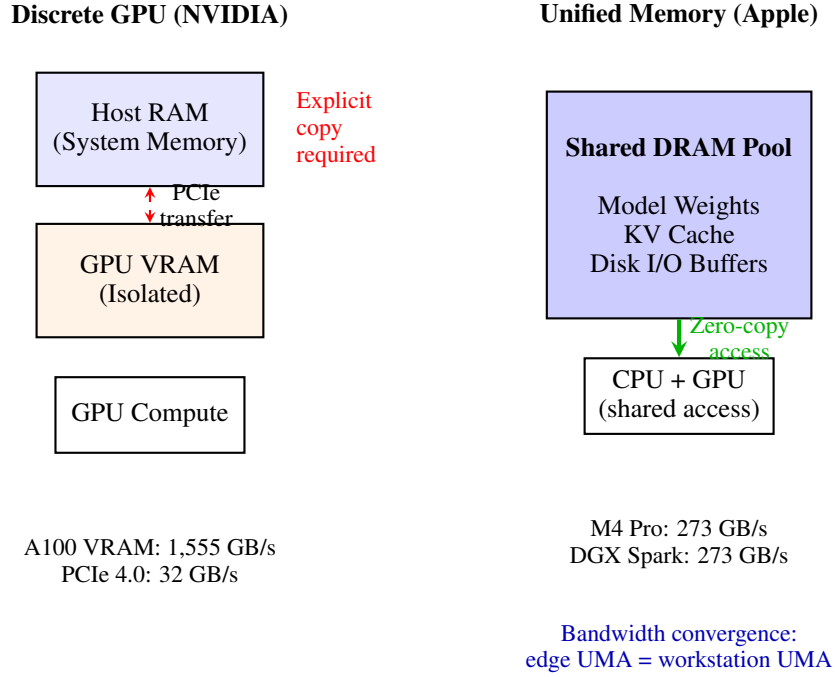 Discrete GPU (NVIDIA)
Host RAM
(System Memory)
Explicit
copy
required
PCIe
transfer
GPU VRAM
(Isolated)
GPU Compute
A100 VRAM: 1,555 GB/s
PCIe 4.0: 32 GB/s
Unified Memory (Apple)
Shared DRAM Pool
Model Weights
KV Cache
Disk I/O Buffers
Zero-copy
access
CPU + GPU
(shared access)
M4 Pro: 273 GB/s
DGX Spark: 273 GB/s
Bandwidth convergence:
edge UMA = workstation UMA